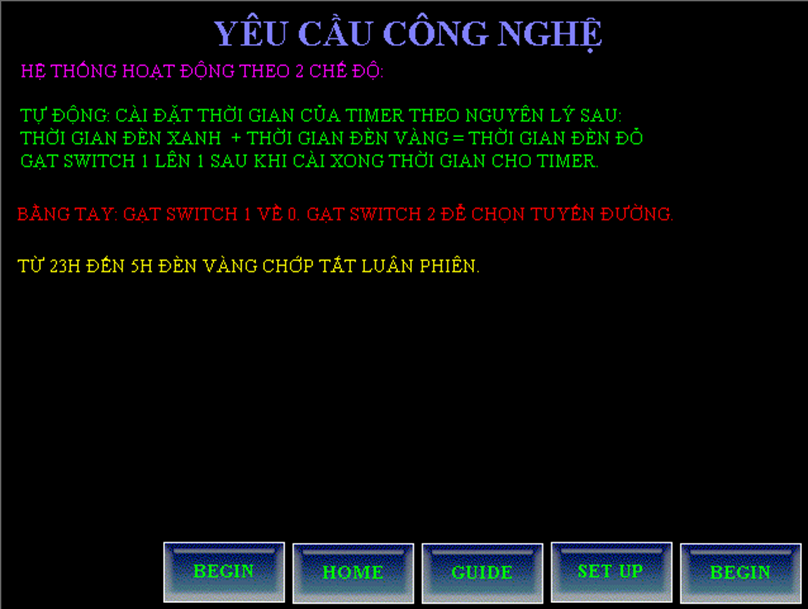 YÊU CẦU CÔNG NGHỆ
HỆ THỐNG HOẠT ĐỘNG THEO 2 CHẾ ĐỘ:
TỰ ĐỘNG: CÀI ĐẶT THỜI GIAN CỦA TIMER THEO NGUYÊN LÝ SAU:
THỜI GIAN ĐÈN XANH + THỜI GIAN ĐÈN VÀNG = THỜI GIAN ĐÈN ĐỎ
GẠT SWITCH 1 LÊN 1 SAU KHI CÀI XONG THỜI GIAN CHO TIMER.
BẰNG TAY: GẠT SWITCH 1 VỀ 0. GẠT SWITCH 2 ĐỂ CHỌN TUYẾN ĐƯỜNG.
TỪ 23H ĐẾN 5H ĐÈN VÀNG CHỚP TẮT LUÂN PHIÊN.
BEGIN HOME GUIDE SET UP BEGIN